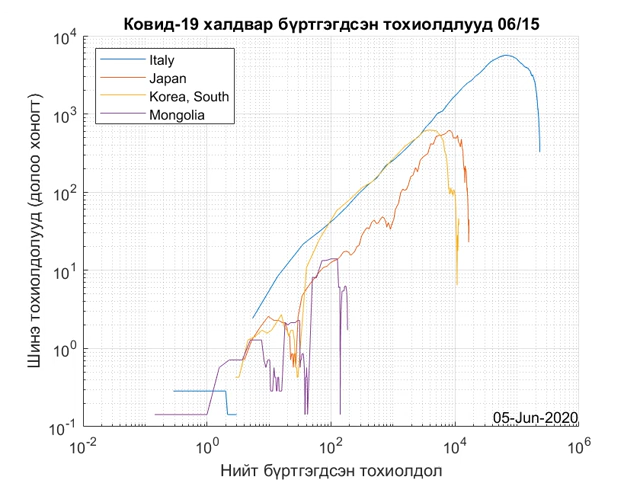 Ковид-19 халдвар бүртгэгдсэн тохиолдлууд 06/15
Italy
Japan
Korea, South
Mongolia
Шинэ тохиолдолууд (долоо хоногт)
10^4
10^3
10^2
10^1
10^0
10^-1
05-Jun-2020
10^-2
10^0
10^2
10^4
10^6
Нийт бүртгэгдсэн тохиолдол